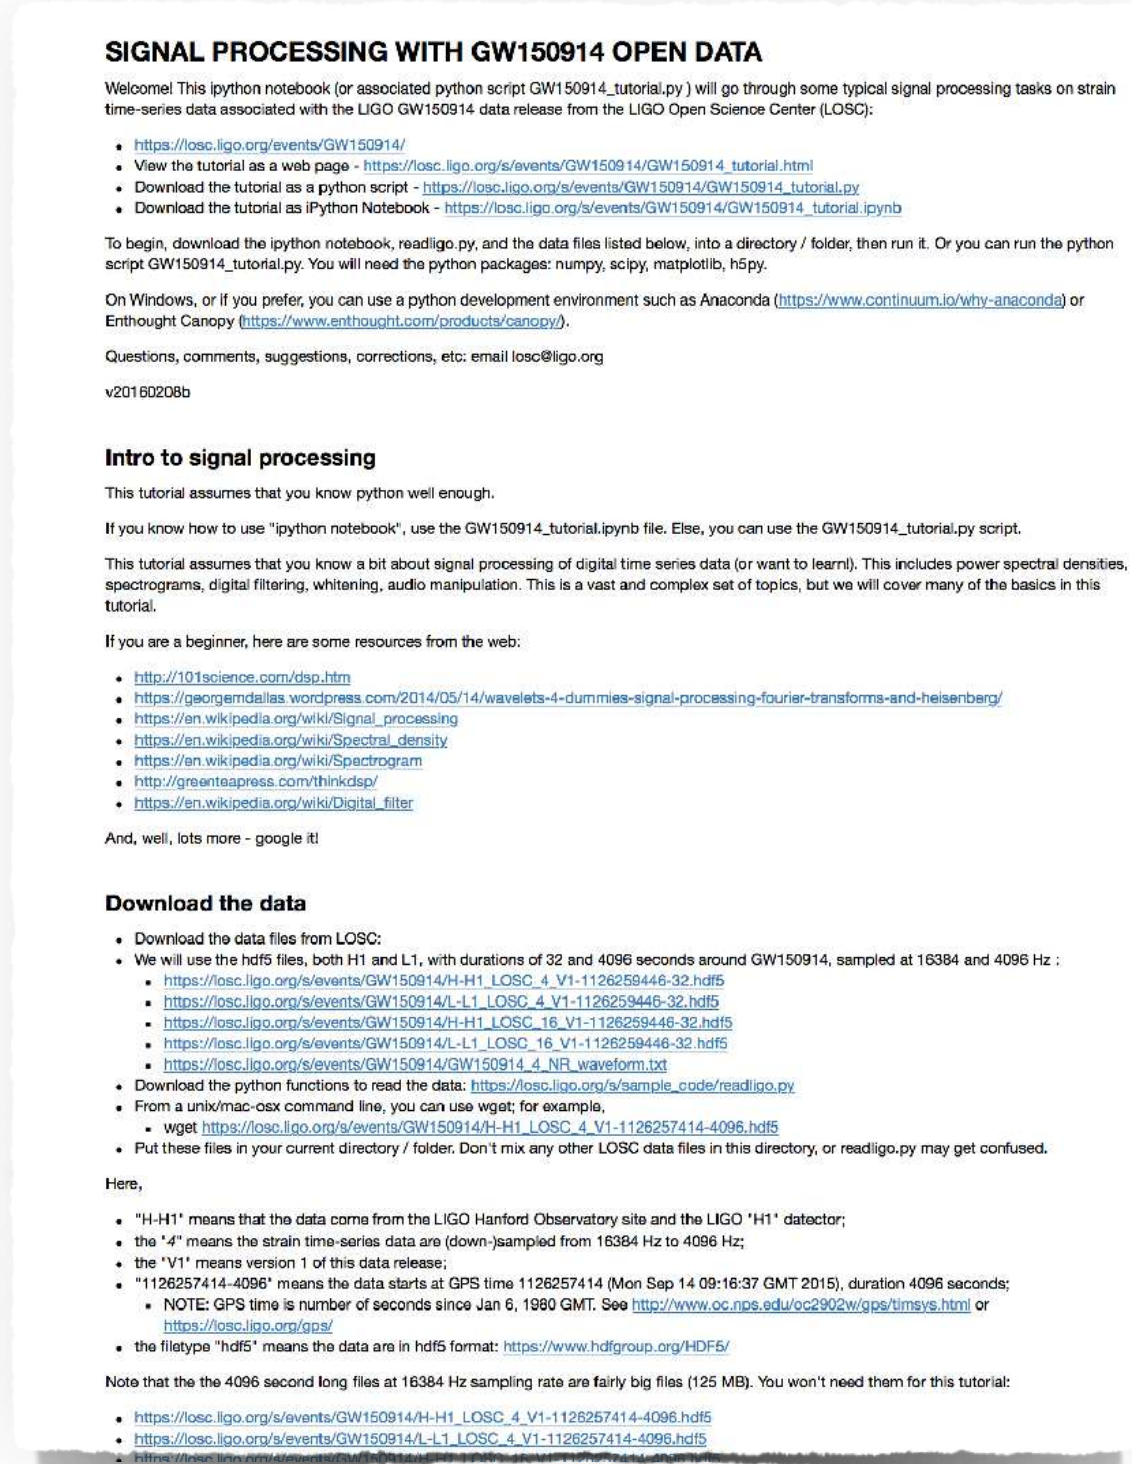 SIGNAL PROCESSING WITH GW150914 OPEN DATA
Welcome! This ipython notebook (or associated python script GW150914_tutorial.py ) will go through some typical signal processing tasks on strain
time-series data associated with the LIGO GW150914 data release from the LIGO Open Science Center (LOSC):
• https://losc.ligo.org/events/GW150914/
• View the tutorial as a web page - https://losc.ligo.org/s/events/GW150914/GW150914_tutorial.html
• Download the tutorial as a python script - https://losc.ligo.org/s/events/GW150914/GW150914_tutorial.py
• Download the tutorial as iPython Notebook - https://losc.ligo.org/s/events/GW150914/GW150914_tutorial.ipynb
To begin, download the ipython notebook, readligo.py, and the data files listed below, into a directory / folder, then run it. Or you can run the python
script GW150914_tutorial.py. You will need the python packages: numpy, scipy, matplotlib, h5py.
On Windows, or if you prefer, you can use a python development environment such as Anaconda (https://www.continuum.io/why-anaconda) or
Enthought Canopy (https://www.enthought.com/products/canopy/).
Questions, comments, suggestions, corrections, etc: email losc@ligo.org
v20160208b
Intro to signal processing
This tutorial assumes that you know python well enough.
If you know how to use "ipython notebook", use the GW150914_tutorial.ipynb file. Else, you can use the GW150914_tutorial.py script.
This tutorial assumes that you know a bit about signal processing of digital time series data (or want to learn!). This includes power spectral densities,
spectrograms, digital filtering, whitening, audio manipulation. This is a vast and complex set of topics, but we will cover many of the basics in this
tutorial.
If you are a beginner, here are some resources from the web:
• http://101science.com/dsp.htm
• https://georgemdallas.wordpress.com/2014/05/14/wavelets-4-dummies-signal-processing-fourier-transforms-and-heisenberg/
• https://en.wikipedia.org/wiki/Signal_processing
• https://en.wikipedia.org/wiki/Spectral_density
• https://en.wikipedia.org/wiki/Spectrogram
• http://greenteapress.com/thinkdsp/
• https://en.wikipedia.org/wiki/Digital_filter
And, well, lots more - google it!
Download the data
• Download the data files from LOSC:
• We will use the hdf5 files, both H1 and L1, with durations of 32 and 4096 seconds around GW150914, sampled at 16384 and 4096 Hz :
▪ https://losc.ligo.org/s/events/GW150914/H-H1_LOSC_4_V1-1126259446-32.hdf5
▪ https://losc.ligo.org/s/events/GW150914/L-L1_LOSC_4_V1-1126259446-32.hdf5
▪ https://losc.ligo.org/s/events/GW150914/H-H1_LOSC_16_V1-1126259446-32.hdf5
▪ https://losc.ligo.org/s/events/GW150914/L-L1_LOSC_16_V1-1126259446-32.hdf5
▪ https://losc.ligo.org/s/events/GW150914/GW150914_4_NR_waveform.txt
• Download the python functions to read the data: https://losc.ligo.org/s/sample_code/readligo.py
• From a unix/mac-osx command line, you can use wget; for example,
▪ wget https://losc.ligo.org/s/events/GW150914/H-H1_LOSC_4_V1-1126257414-4096.hdf5
• Put these files in your current directory / folder. Don't mix any other LOSC data files in this directory, or readligo.py may get confused.
Here,
• "H-H1" means that the data come from the LIGO Hanford Observatory site and the LIGO "H1" datector;
• the "4" means the strain time-series data are (down-)sampled from 16384 Hz to 4096 Hz;
• the "V1" means version 1 of this data release;
• "1126257414-4096" means the data starts at GPS time 1126257414 (Mon Sep 14 09:16:37 GMT 2015), duration 4096 seconds;
▪ NOTE: GPS time is number of seconds since Jan 6, 1980 GMT. See http://www.oc.nps.edu/oc2902w/gps/timsys.html or
https://losc.ligo.org/gps/
• the filetype "hdf5" means the data are in hdf5 format: https://www.hdfgroup.org/HDF5/
Note that the the 4096 second long files at 16384 Hz sampling rate are fairly big files (125 MB). You won't need them for this tutorial:
• https://losc.ligo.org/s/events/GW150914/H-H1_LOSC_4_V1-1126257414-4096.hdf5
• https://losc.ligo.org/s/events/GW150914/L-L1_LOSC_4_V1-1126257414-4096.hdf5